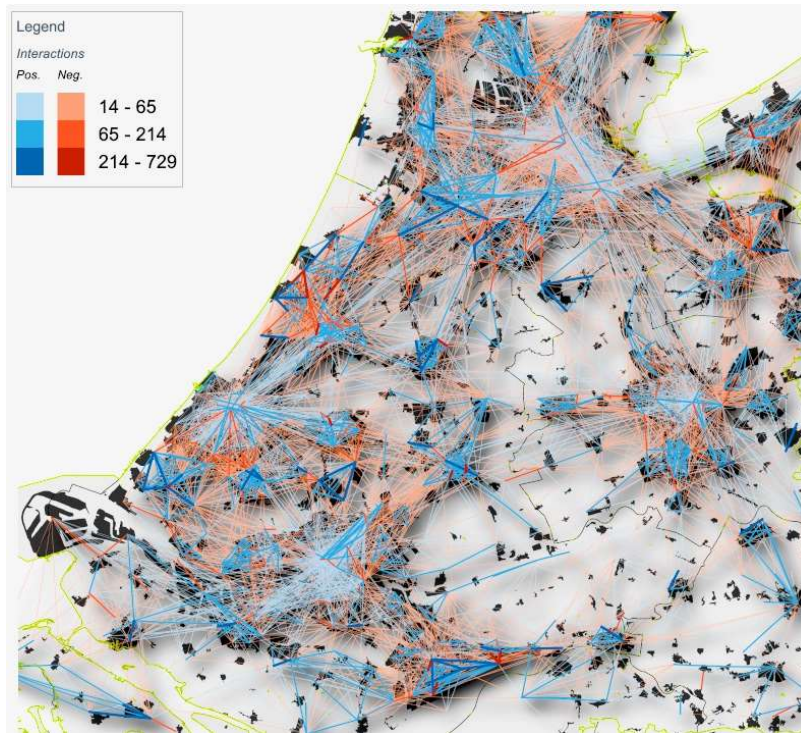 Legend
Interactions
Pos. Neg.
14 - 65
65 - 214
214 - 729